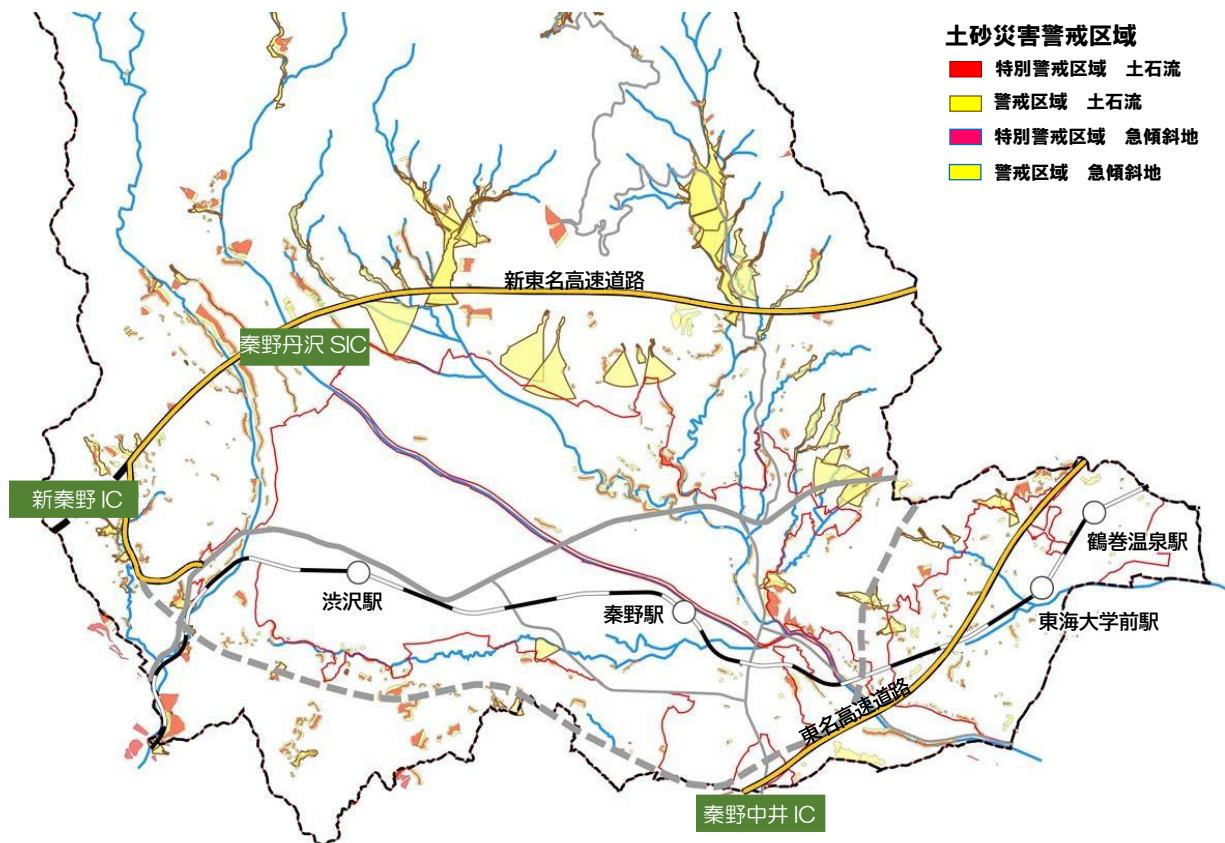 土砂災害警戒区域
特別警戒区域 土石流
警戒区域 土石流
特別警戒区域 急傾斜地
警戒区域 急傾斜地
新東名高速道路
秦野丹沢 SIC
新秦野 IC
鶴巻温泉駅
渋沢駅
秦野駅
東海大学前駅
東名高速道路
秦野中井 IC